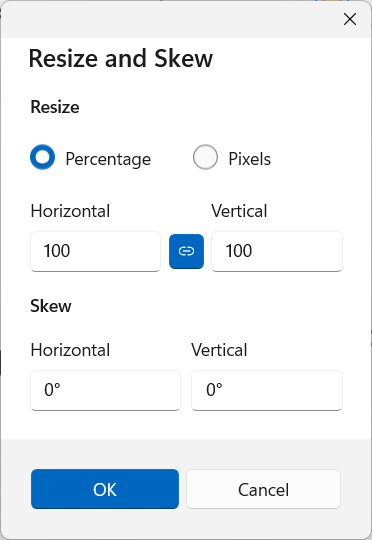 Resize and Skew
Resize
Percentage Pixels
Horizontal Vertical
100 100
Skew
Horizontal Vertical
0° 0°
OK Cancel